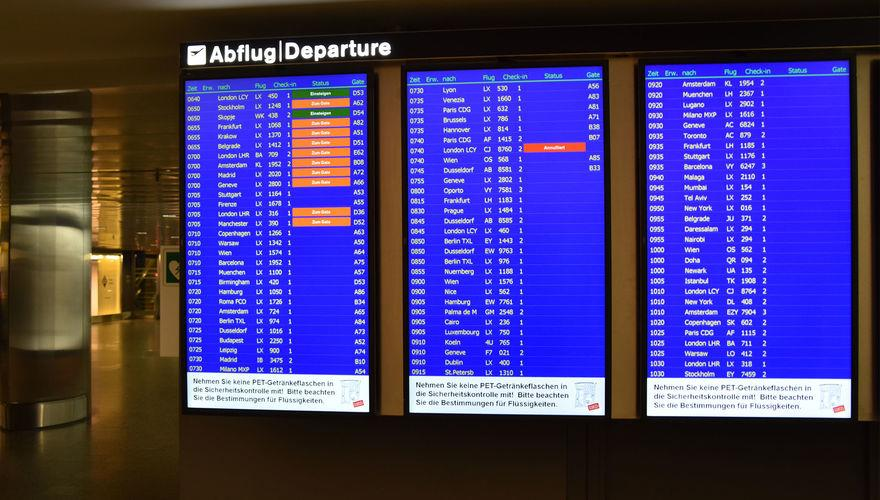 Abflug|Departure
Zeit Erw. nach Flug Check-in Status Gate
0640 London LCY LX 450 1 Einsteigen D53
0650 Stockholm LX 1248 1 Zum Gate A62
0650 Skopje WK 438 2 Einsteigen D54
0655 Frankfurt LX 1068 1 Zum Gate A82
0655 Krakow LX 1370 1 Zum Gate A51
0655 Belgrade LX 1412 1 Zum Gate D51
0700 London LHR BA 709 2 Zum Gate E62
0700 Amsterdam KL 1952 2 Zum Gate B08
0700 Madrid LX 2020 1 Zum Gate A72
0700 Geneve LX 2800 1 Zum Gate A66
0705 Stuttgart LX 1164 1 A53
0705 Firenze LX 1678 1 A55
0705 London LHR LX 316 1 Zum Gate D36
0705 Manchester LX 390 1 Zum Gate D52
0710 Copenhagen LX 1266 1 A63
0710 Warsaw LX 1342 1 A50
0710 Wien LX 1574 1 A64
0710 Barcelona LX 1952 1 A75
0715 Muenchen LX 1100 1 A57
0715 Birmingham LX 420 1 D53
0720 Hamburg LX 1050 1 A86
0720 Roma FCO LX 1726 1 B34
0720 Amsterdam LX 724 1 A65
0720 Berlin TXL LX 974 1 A84
0725 Dusseldorf LX 1016 1 A73
0725 Budapest LX 2250 1 A52
0725 Leipzig LX 900 1 A74
0730 Madrid IB 3475 2 B10
0730 Milano MXP LX 1612 1 A54
Nehmen Sie keine PET-Getränkeflaschen in
die Sicherheitskontrolle mit! Bitte beachten
Sie die Bestimmungen für Flüssigkeiten.
Zeit Erw. nach Flug Check-in Status Gate
0730 Lyon LX 530 1 A56
0735 Venezia LX 1660 1 A83
0735 Paris CDG LX 632 1 A81
0735 Brussels LX 786 1 A71
0735 Hannover LX 814 1 B38
0740 Paris CDG AF 1415 2 B07
0740 London LCY CJ 8760 2 Annulliert
0740 Wien OS 568 1 A85
0745 Dusseldorf AB 8581 2 B33
0755 Geneve LX 2802 1
0800 Oporto WY 7581 3
0815 Frankfurt LH 1183 1
0830 Prague LX 1484 1
0845 Dusseldorf AB 8585 2
0845 London LCY LX 460 1
0850 Berlin TXL EY 1443 2
0850 Dusseldorf EW 9763 1
0850 Berlin TXL LX 976 1
0855 Nuernberg LX 1188 1
0900 Wien LX 1576 1
0900 Nice LX 562 1
0905 Hamburg EW 7761 1
0905 Palma de M GM 2548 2
0905 Cairo LX 236 1
0905 Luxembourg LX 750 1
0910 Koeln 4U 765 1
0910 Geneve F7 021 2
0910 Dublin LX 400 1
0915 St.Petersb LX 1310 1
Nehmen Sie keine PET-Getränkeflaschen in
die Sicherheitskontrolle mit! Bitte beachten
Sie die Bestimmungen für Flüssigkeiten.
Zeit Erw. nach Flug Check-in Status Gate
0920 Amsterdam KL 1954 2
0920 Muenchen LH 2367 1
0920 Lugano LX 2902 1
0930 Milano MXP LX 1616 1
0930 Geneve AC 6824 1
0935 Toronto AC 879 2
0935 Frankfurt LH 1185 1
0935 Stuttgart LX 1176 1
0935 Barcelona VY 6247 3
0940 Malaga LX 2110 1
0945 Mumbai LX 154 1
0945 Tel Aviv LX 252 1
0950 New York LX 016 1
0955 Belgrade JU 371 2
0955 Daressalam LX 294 1
0955 Nairobi LX 294 1
1000 Wien OS 564 1
1000 Doha QR 094 2
1000 Newark UA 135 2
1005 Istanbul TK 1908 2
1010 London LCY CJ 8764 2
1010 New York DL 408 2
1010 Amsterdam EZY 7904 3
1020 Copenhagen SK 602 2
1025 Paris CDG AF 1115 2
1025 London LHR BA 711 2
1025 Warsaw LO 412 2
1030 London LHR LX 318 1
1030 Stockholm EY 7459 2
Nehmen Sie keine PET-Getränkeflaschen in
die Sicherheitskontrolle mit! Bitte beachten
Sie die Bestimmungen für Flüssigkeiten.